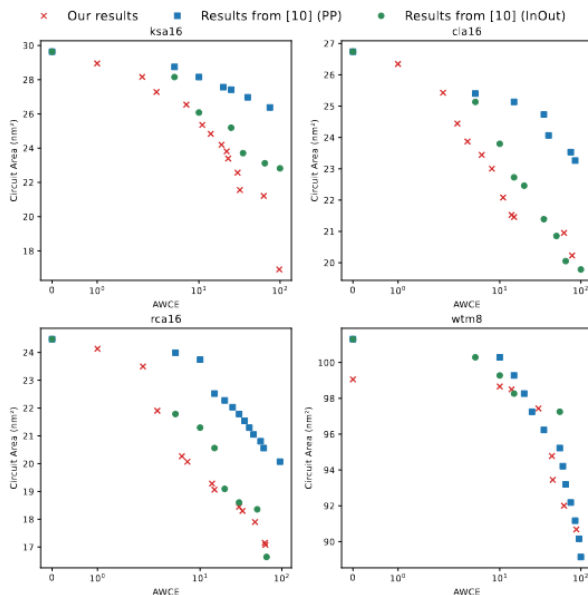 Our results Results from [10] (PP) Results from [10] (InOut)
ksa16
Circuit Area (nm²)
30
28
26
24
22
20
18
0 10⁰ 10¹ 10²
AWCE
cla16
Circuit Area (nm²)
27
26
25
24
23
22
21
20
0 10⁰ 10¹ 10²
AWCE
rca16
Circuit Area (nm²)
24
23
22
21
20
19
18
17
0 10⁰ 10¹ 10²
AWCE
wtm8
Circuit Area (nm²)
100
98
96
94
92
90
0 10⁰ 10¹ 10²
AWCE